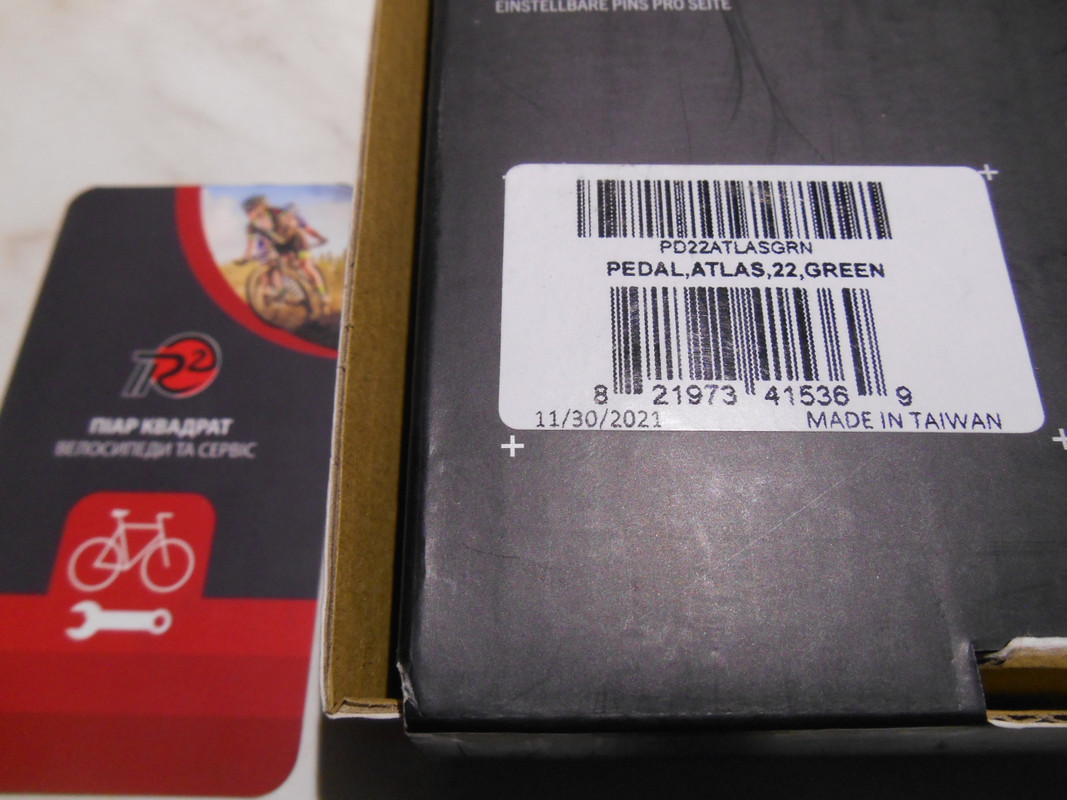 EINSTELLBARE PINS PRO SEITE
PD22ATLASGRN
PEDAL,ATLAS,22,GREEN
8 21973 41536 9
11/30/2021 MADE IN TAIWAN
R2
ПІАР КВАДРАТ
ВЕЛОСИПЕДИ ТА СЕРВІС